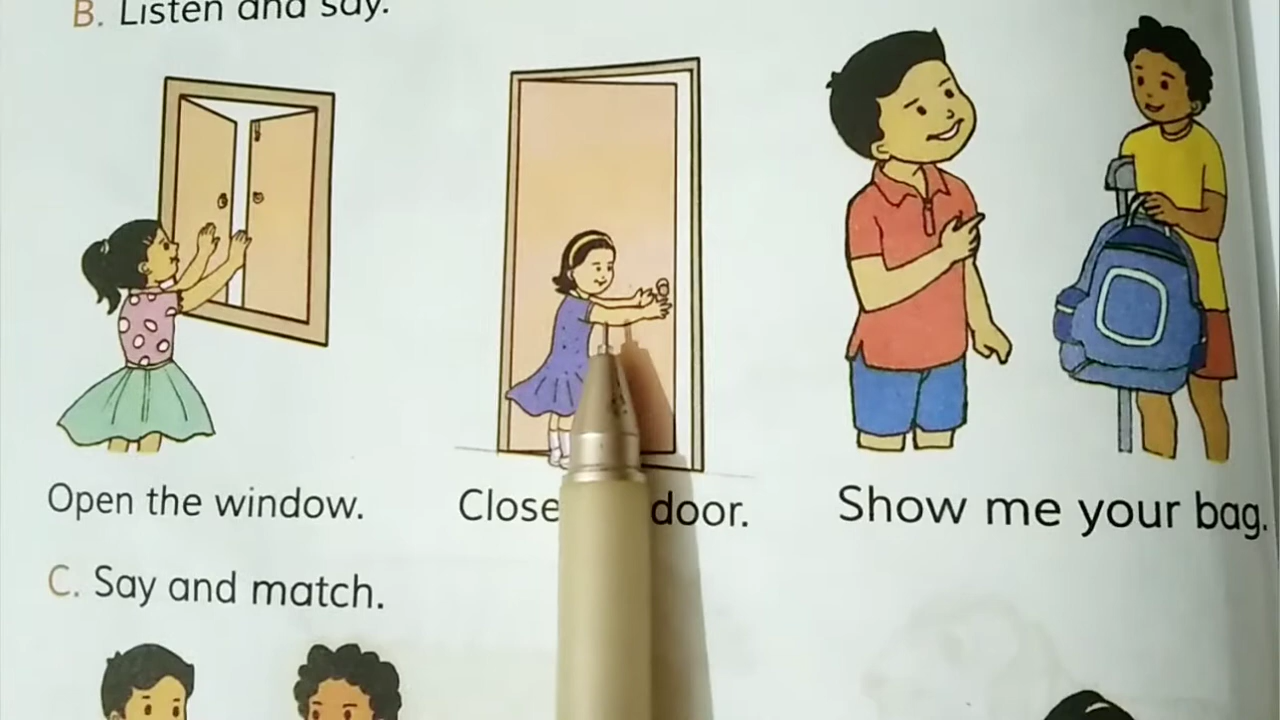 B. Listen and say.
Open the window.
Close door.
Show me your bag.
C. Say and match.